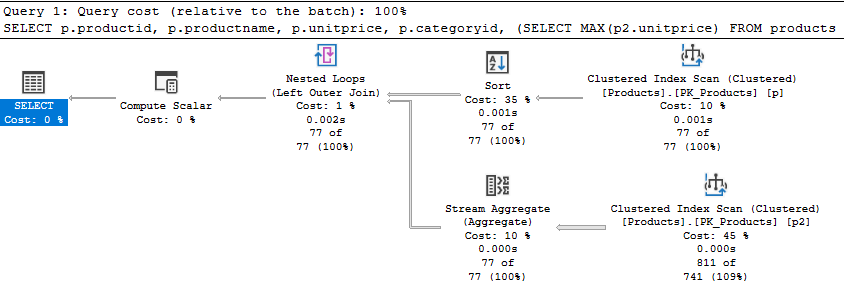 Query 1: Query cost (relative to the batch): 100%
SELECT p.productid, p.productname, p.unitprice, p.categoryid, (SELECT MAX(p2.unitprice) FROM products
SELECT
Cost: 0 %
Compute Scalar
Cost: 0 %
Nested Loops
(Left Outer Join)
Cost: 1 %
0.002s
77 of
77 (100%)
Sort
Cost: 35 %
0.001s
77 of
77 (100%)
Clustered Index Scan (Clustered)
[Products].[PK_Products] [p]
Cost: 10 %
0.001s
77 of
77 (100%)
Stream Aggregate
(Aggregate)
Cost: 10 %
0.000s
77 of
77 (100%)
Clustered Index Scan (Clustered)
[Products].[PK_Products] [p2]
Cost: 45 %
0.000s
811 of
741 (109%)